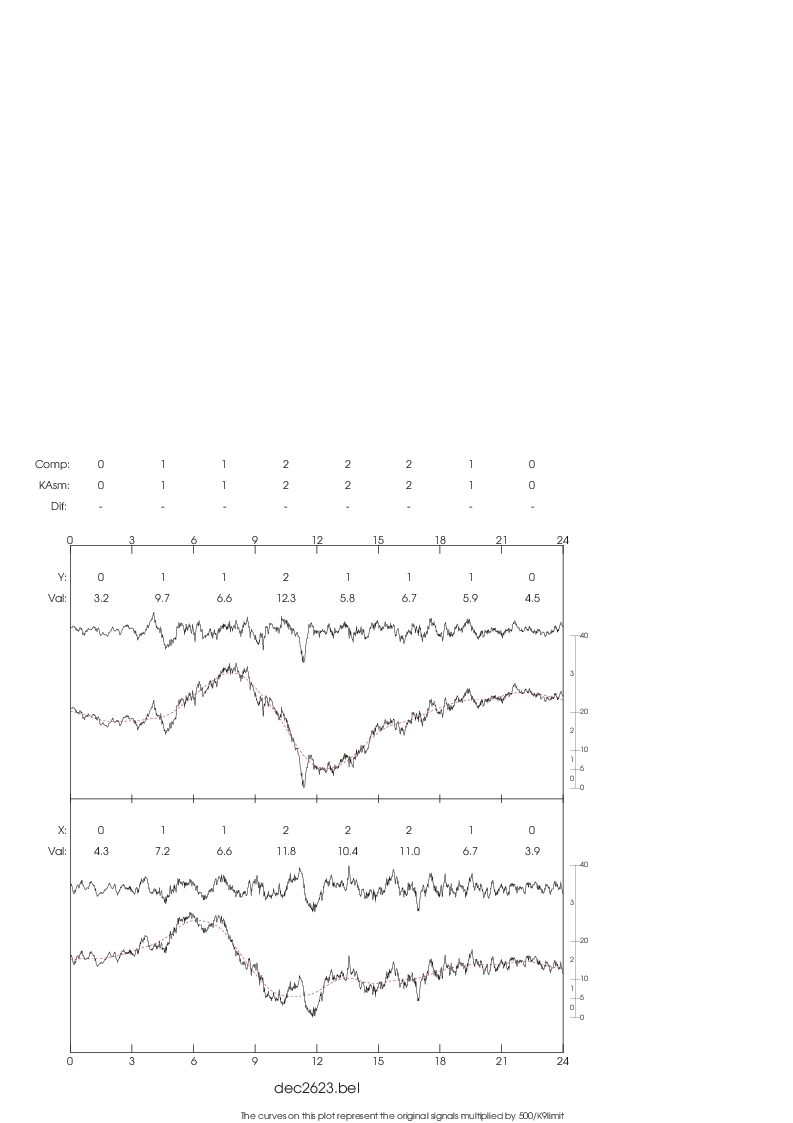 Comp: 0 1 1 2 2 2 1 0
KAsm: 0 1 1 2 2 2 1 0
Dif: - - - - - - - -
0 3 6 9 12 15 18 21 24
Y: 0 1 1 2 1 1 1 0
Val: 3.2 9.7 6.6 12.3 5.8 6.7 5.9 4.5
40
3
20
2
10
1
5
0
0
X: 0 1 1 2 2 2 1 0
Val: 4.3 7.2 6.6 11.8 10.4 11.0 6.7 3.9
40
3
20
2
10
1
5
0
0
0 3 6 9 12 15 18 21 24
dec2623.bel
The curves on this plot represent the original signals multiplied by 500/K9limit